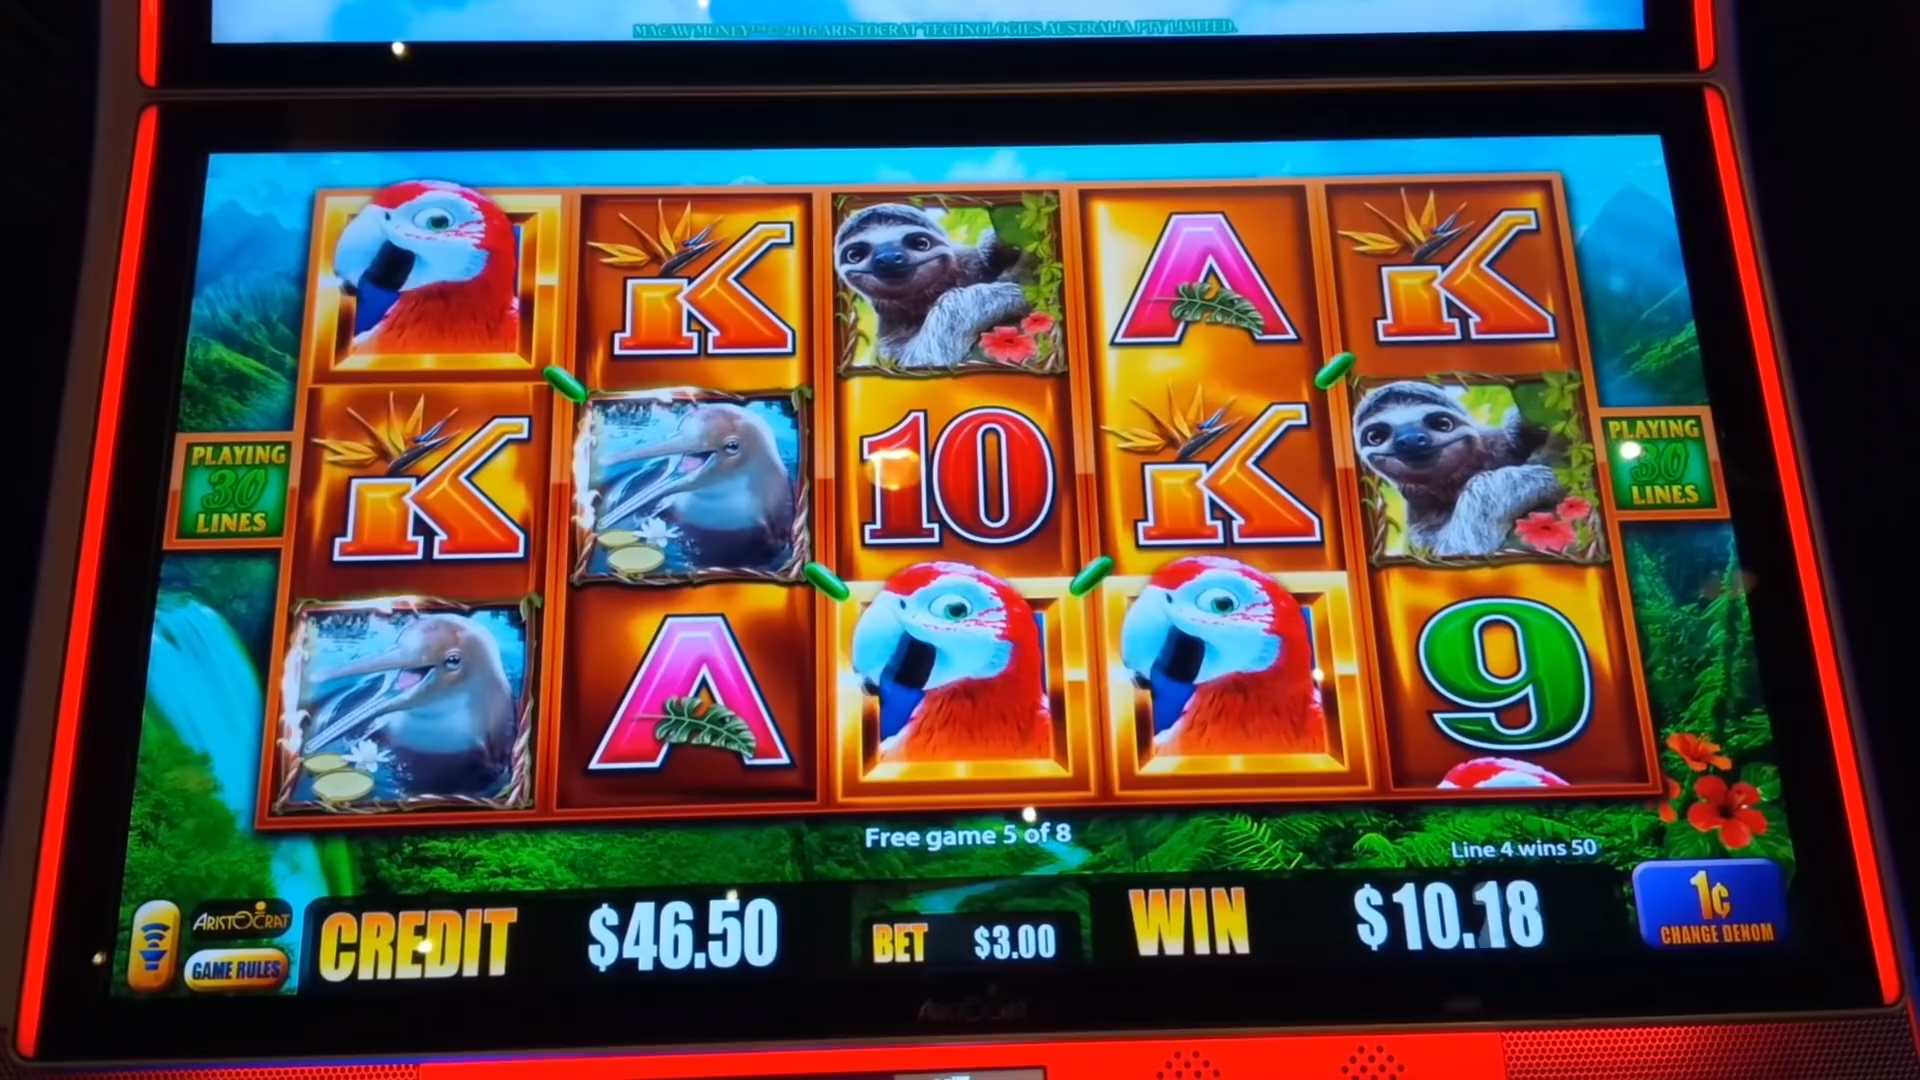 MACAW MONEY™ © 2016 ARISTOCRAT TECHNOLOGIES AUSTRALIA PTY LIMITED.
K
A
K
PLAYING
30
LINES
K
10
K
PLAYING
30
LINES
A
9
Free game 5 of 8
Line 4 wins 50
ARISTOCRAT
GAME RULES
CREDIT $46.50
BET $3.00
WIN $10.18
1¢
CHANGE DENOM
ARISTOCRAT